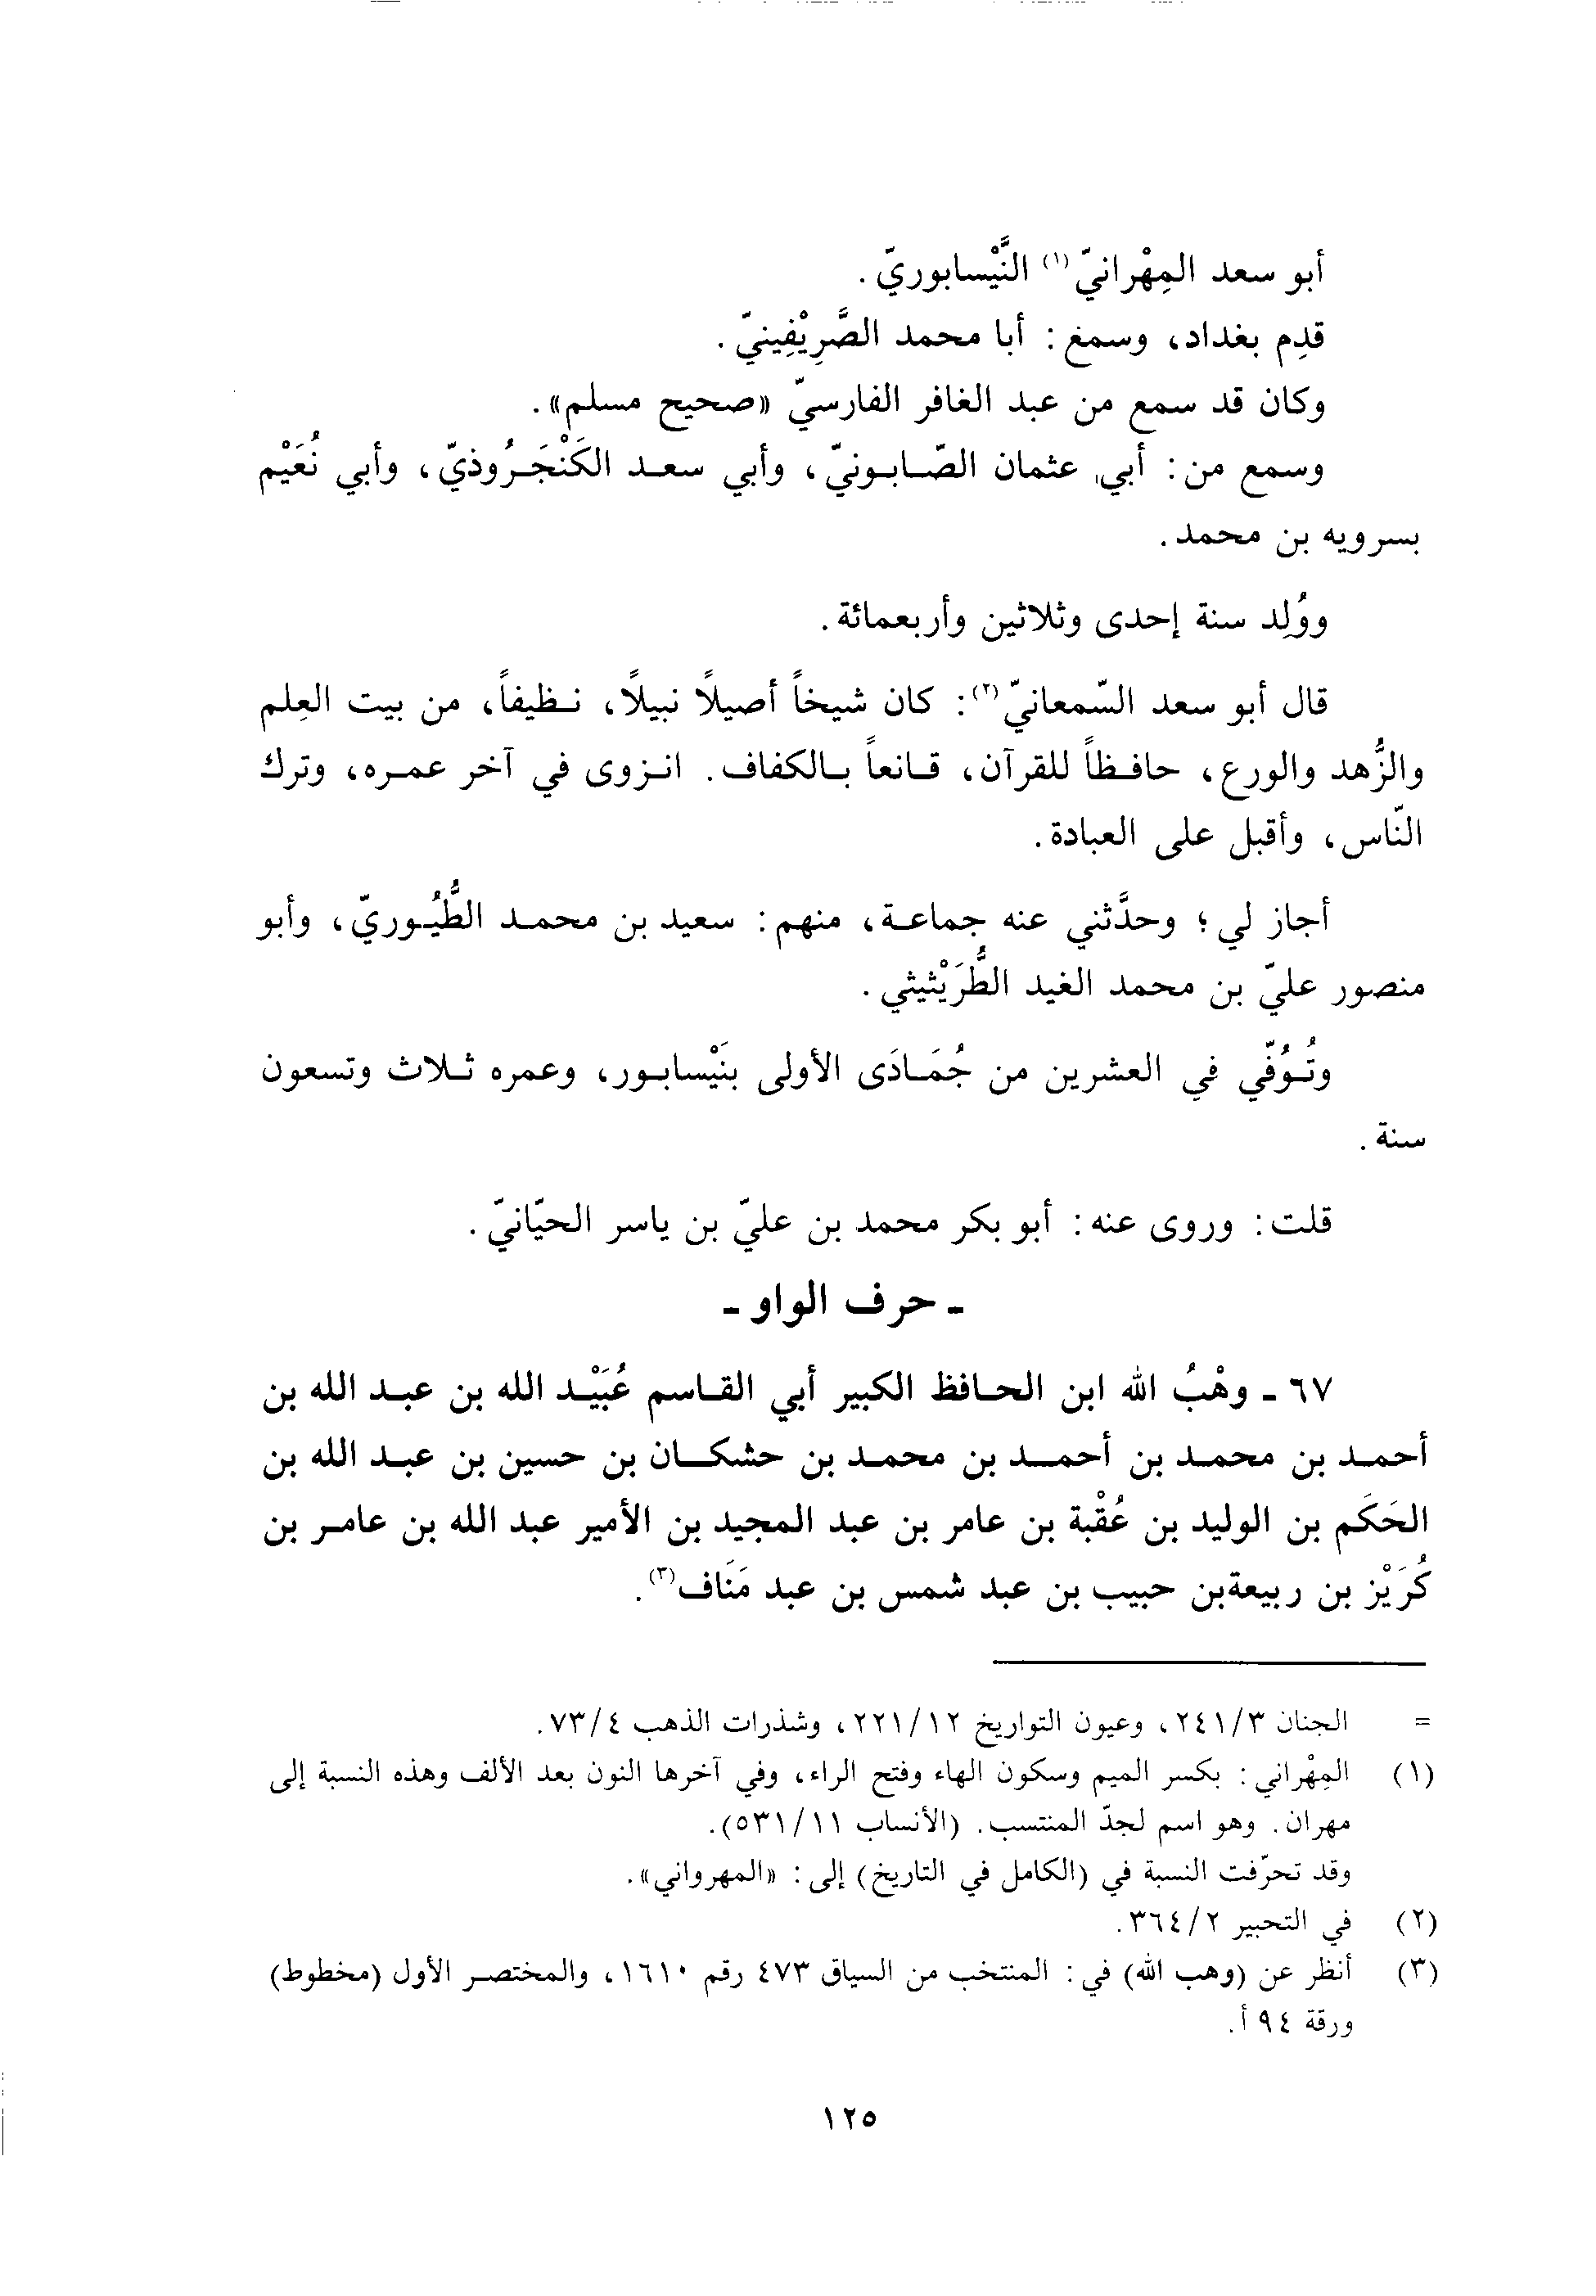 أبو سعد المِهْرانيّ(١) النَّيْسابوريّ.
قدِم بغداد، وسمغ: أبا محمد الصَّرِيْفِينيّ.
وكان قد سمع من عبد الغافر الفارسيّ «صحيح مسلم».
وسمع من: أبي عثمان الصّابونيّ، وأبي سعد الكَنْجَرُوذيّ، وأبي نُعَيْم
بسرويه بن محمد.
ووُلِد سنة إحدى وثلاثين وأربعمائة.
قال أبو سعد السّمعانيّ(٢): كان شيخاً أصيلًا نبيلًا، نظيفاً، من بيت العِلم
والزُّهد والورع، حافظاً للقرآن، قانعاً بالكفاف. انزوى في آخر عمره، وترك
النّاس، وأقبل على العبادة.
أجاز لي؛ وحدَّثني عنه جماعة، منهم: سعيد بن محمد الطُّيُوريّ، وأبو
منصور عليّ بن محمد الغيد الطُّرَيْثيثي.
وتُوُفّي في العشرين من جُمَادَى الأولى بنَيْسابور، وعمره ثلاث وتسعون
سنة.
قلت: وروى عنه: أبو بكر محمد بن عليّ بن ياسر الحيّانيّ.
ـ حرف الواو ـ
٦٧ ـ وهْبُ الله ابن الحافظ الكبير أبي القاسم عُبَيْد الله بن عبد الله بن
أحمد بن محمد بن أحمد بن محمد بن حشكان بن حسين بن عبد الله بن
الحَكَم بن الوليد بن عُقْبة بن عامر بن عبد المجيد بن الأمير عبد الله بن عامر بن
كُرَيْز بن ربيعةبن حبيب بن عبد شمس بن عبد مَنَاف(٣).
= الجنان ٢٤١/٣، وعيون التواريخ ٢٢١/١٢، وشذرات الذهب ٧٣/٤.
(١) المِهْراني: بكسر الميم وسكون الهاء وفتح الراء، وفي آخرها النون بعد الألف وهذه النسبة إلى
مهران. وهو اسم لجدّ المنتسب. (الأنساب ٥٣١/١١).
وقد تحرّفت النسبة في (الكامل في التاريخ) إلى: «المهرواني».
(٢) في التحبير ٣٦٤/٢.
(٣) أنظر عن (وهب الله) في: المنتخب من السياق ٤٧٣ رقم ١٦١٠، والمختصر الأول (مخطوط)
ورقة ٩٤ أ.
١٢٥